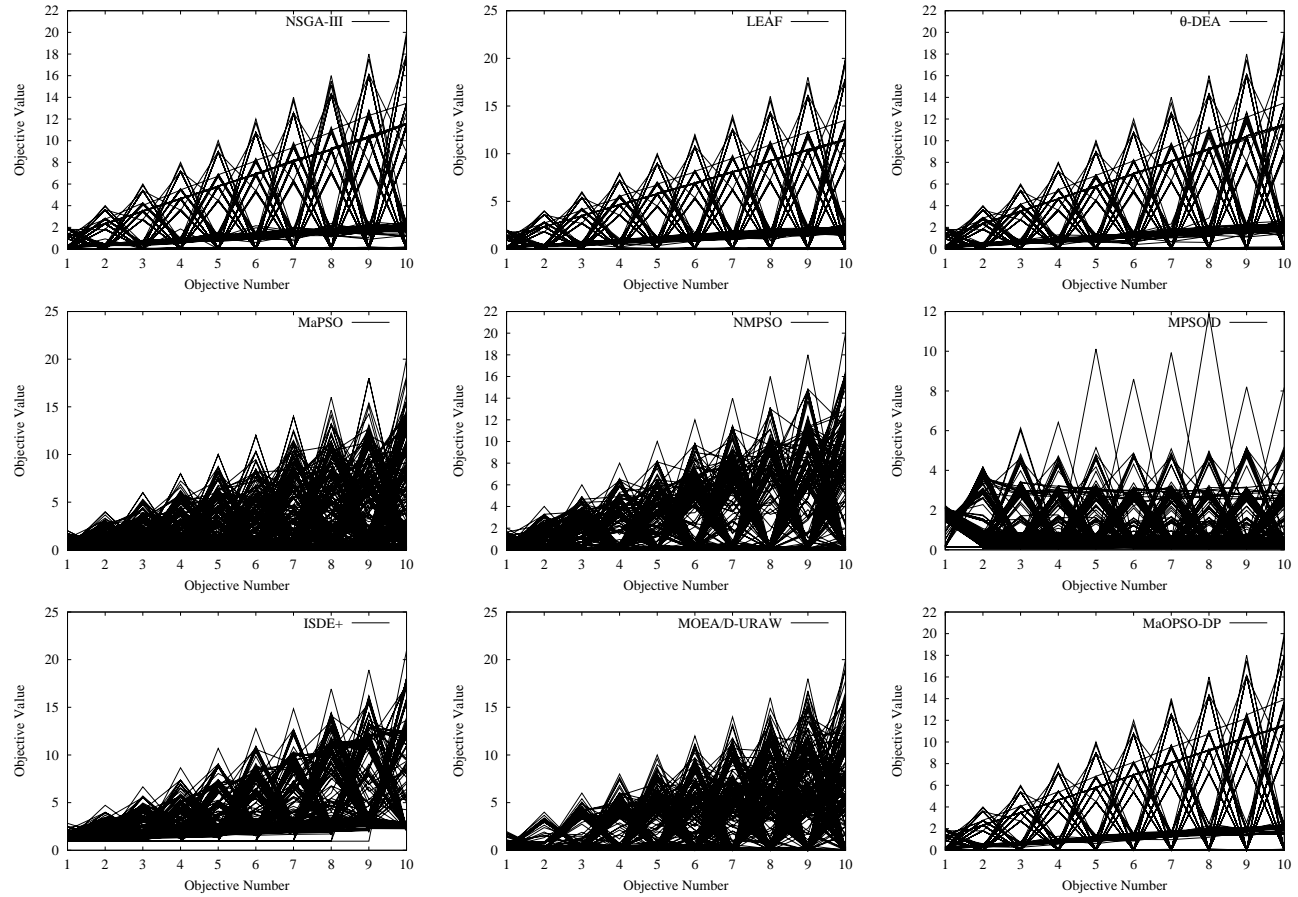 NSGA-III
22
20
18
16
14
12
10
8
6
4
2
0
Objective Value
1 2 3 4 5 6 7 8 9 10
Objective Number
LEAF
25
20
15
10
5
0
Objective Value
1 2 3 4 5 6 7 8 9 10
Objective Number
θ-DEA
22
20
18
16
14
12
10
8
6
4
2
0
Objective Value
1 2 3 4 5 6 7 8 9 10
Objective Number
MaPSO
25
20
15
10
5
0
Objective Value
1 2 3 4 5 6 7 8 9 10
Objective Number
NMPSO
22
20
18
16
14
12
10
8
6
4
2
0
Objective Value
1 2 3 4 5 6 7 8 9 10
Objective Number
MPSO/D
12
10
8
6
4
2
0
Objective Value
1 2 3 4 5 6 7 8 9 10
Objective Number
ISDE+
25
20
15
10
5
0
Objective Value
1 2 3 4 5 6 7 8 9 10
Objective Number
MOEA/D-URAW
25
20
15
10
5
0
Objective Value
1 2 3 4 5 6 7 8 9 10
Objective Number
MaOPSO-DP
22
20
18
16
14
12
10
8
6
4
2
0
Objective Value
1 2 3 4 5 6 7 8 9 10
Objective Number